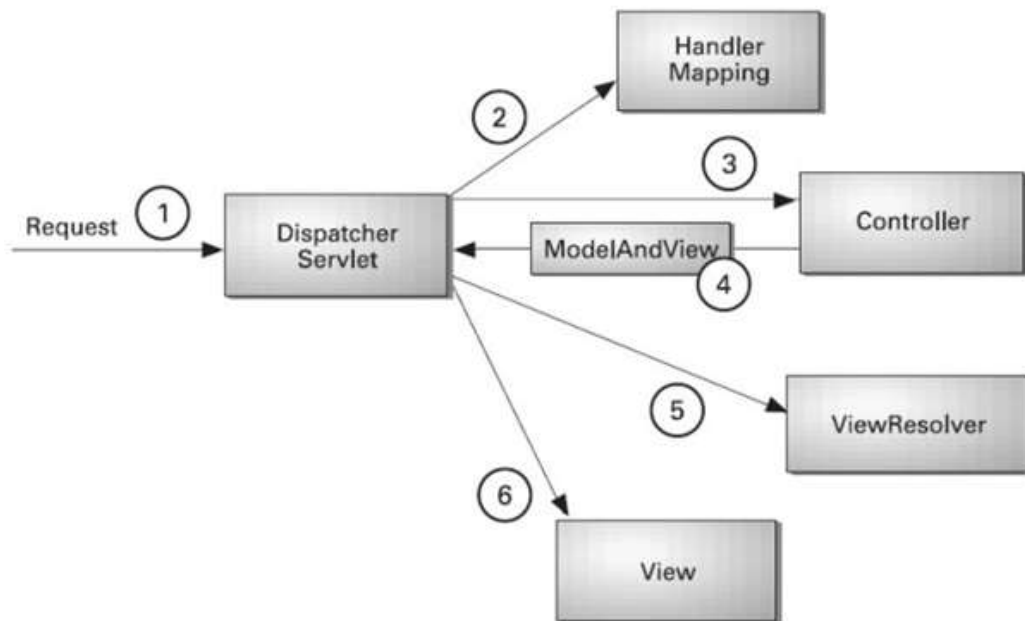 Handler
Mapping
2
3
1
Request
Controller
Dispatcher
Servlet
ModelAndView
4
5
ViewResolver
6
View